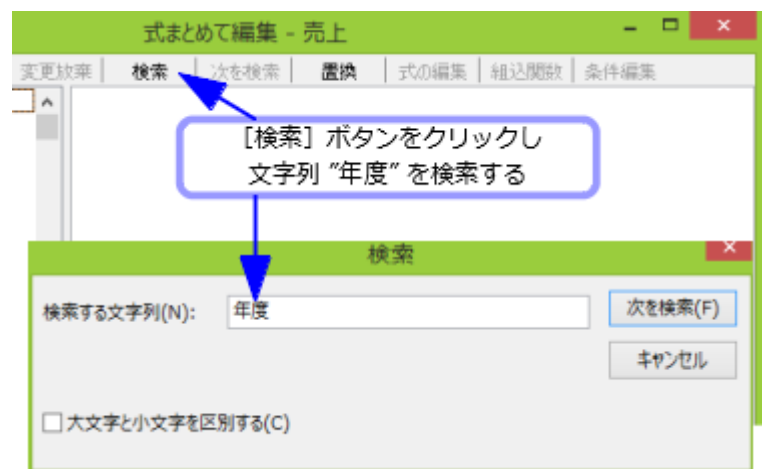 式まとめて編集 - 売上
変更放棄 検索 次を検索 置換 式の編集 組込関数 条件編集
［検索］ボタンをクリックし
文字列 ”年度” を検索する
検索
検索する文字列(N): 年度 次を検索(F)
キャンセル
大文字と小文字を区別する(C)